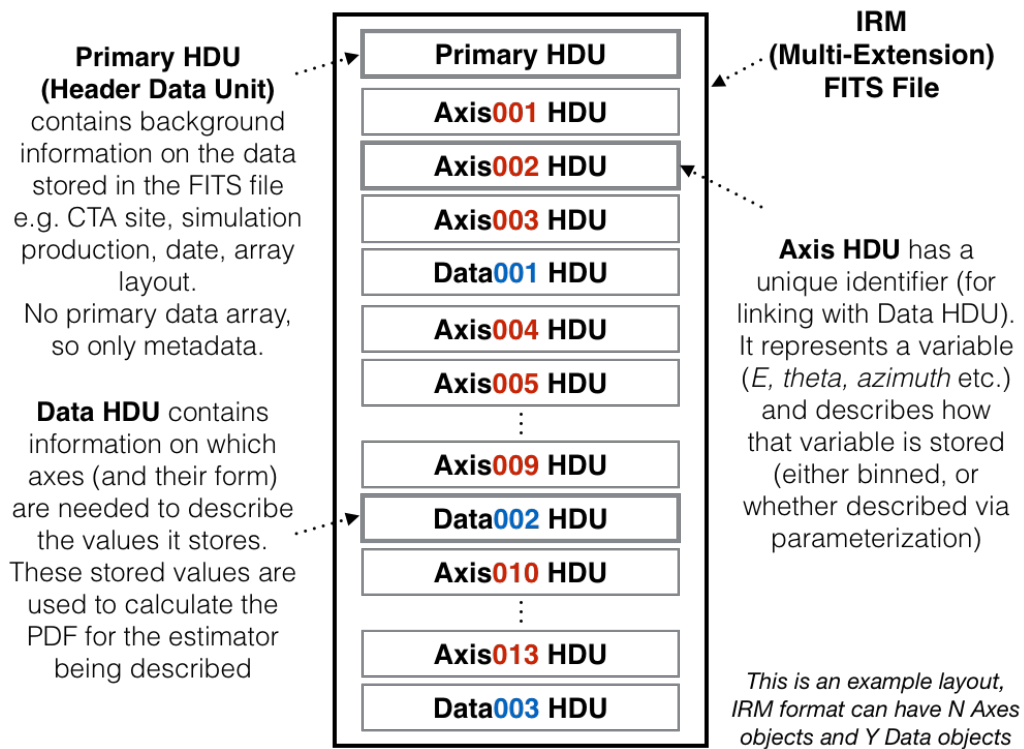 Primary HDU
(Header Data Unit)
contains background
information on the data
stored in the FITS file
e.g. CTA site, simulation
production, date, array
layout.
No primary data array,
so only metadata.
Data HDU contains
information on which
axes (and their form)
are needed to describe
the values it stores.
These stored values are
used to calculate the
PDF for the estimator
being described
Primary HDU
Axis001 HDU
Axis002 HDU
Axis003 HDU
Data001 HDU
Axis004 HDU
Axis005 HDU
Axis009 HDU
Data002 HDU
Axis010 HDU
Axis013 HDU
Data003 HDU
IRM
(Multi-Extension)
FITS File
Axis HDU has a
unique identifier (for
linking with Data HDU).
It represents a variable
(E, theta, azimuth etc.)
and describes how
that variable is stored
(either binned, or
whether described via
parameterization)
This is an example layout,
IRM format can have N Axes
objects and Y Data objects